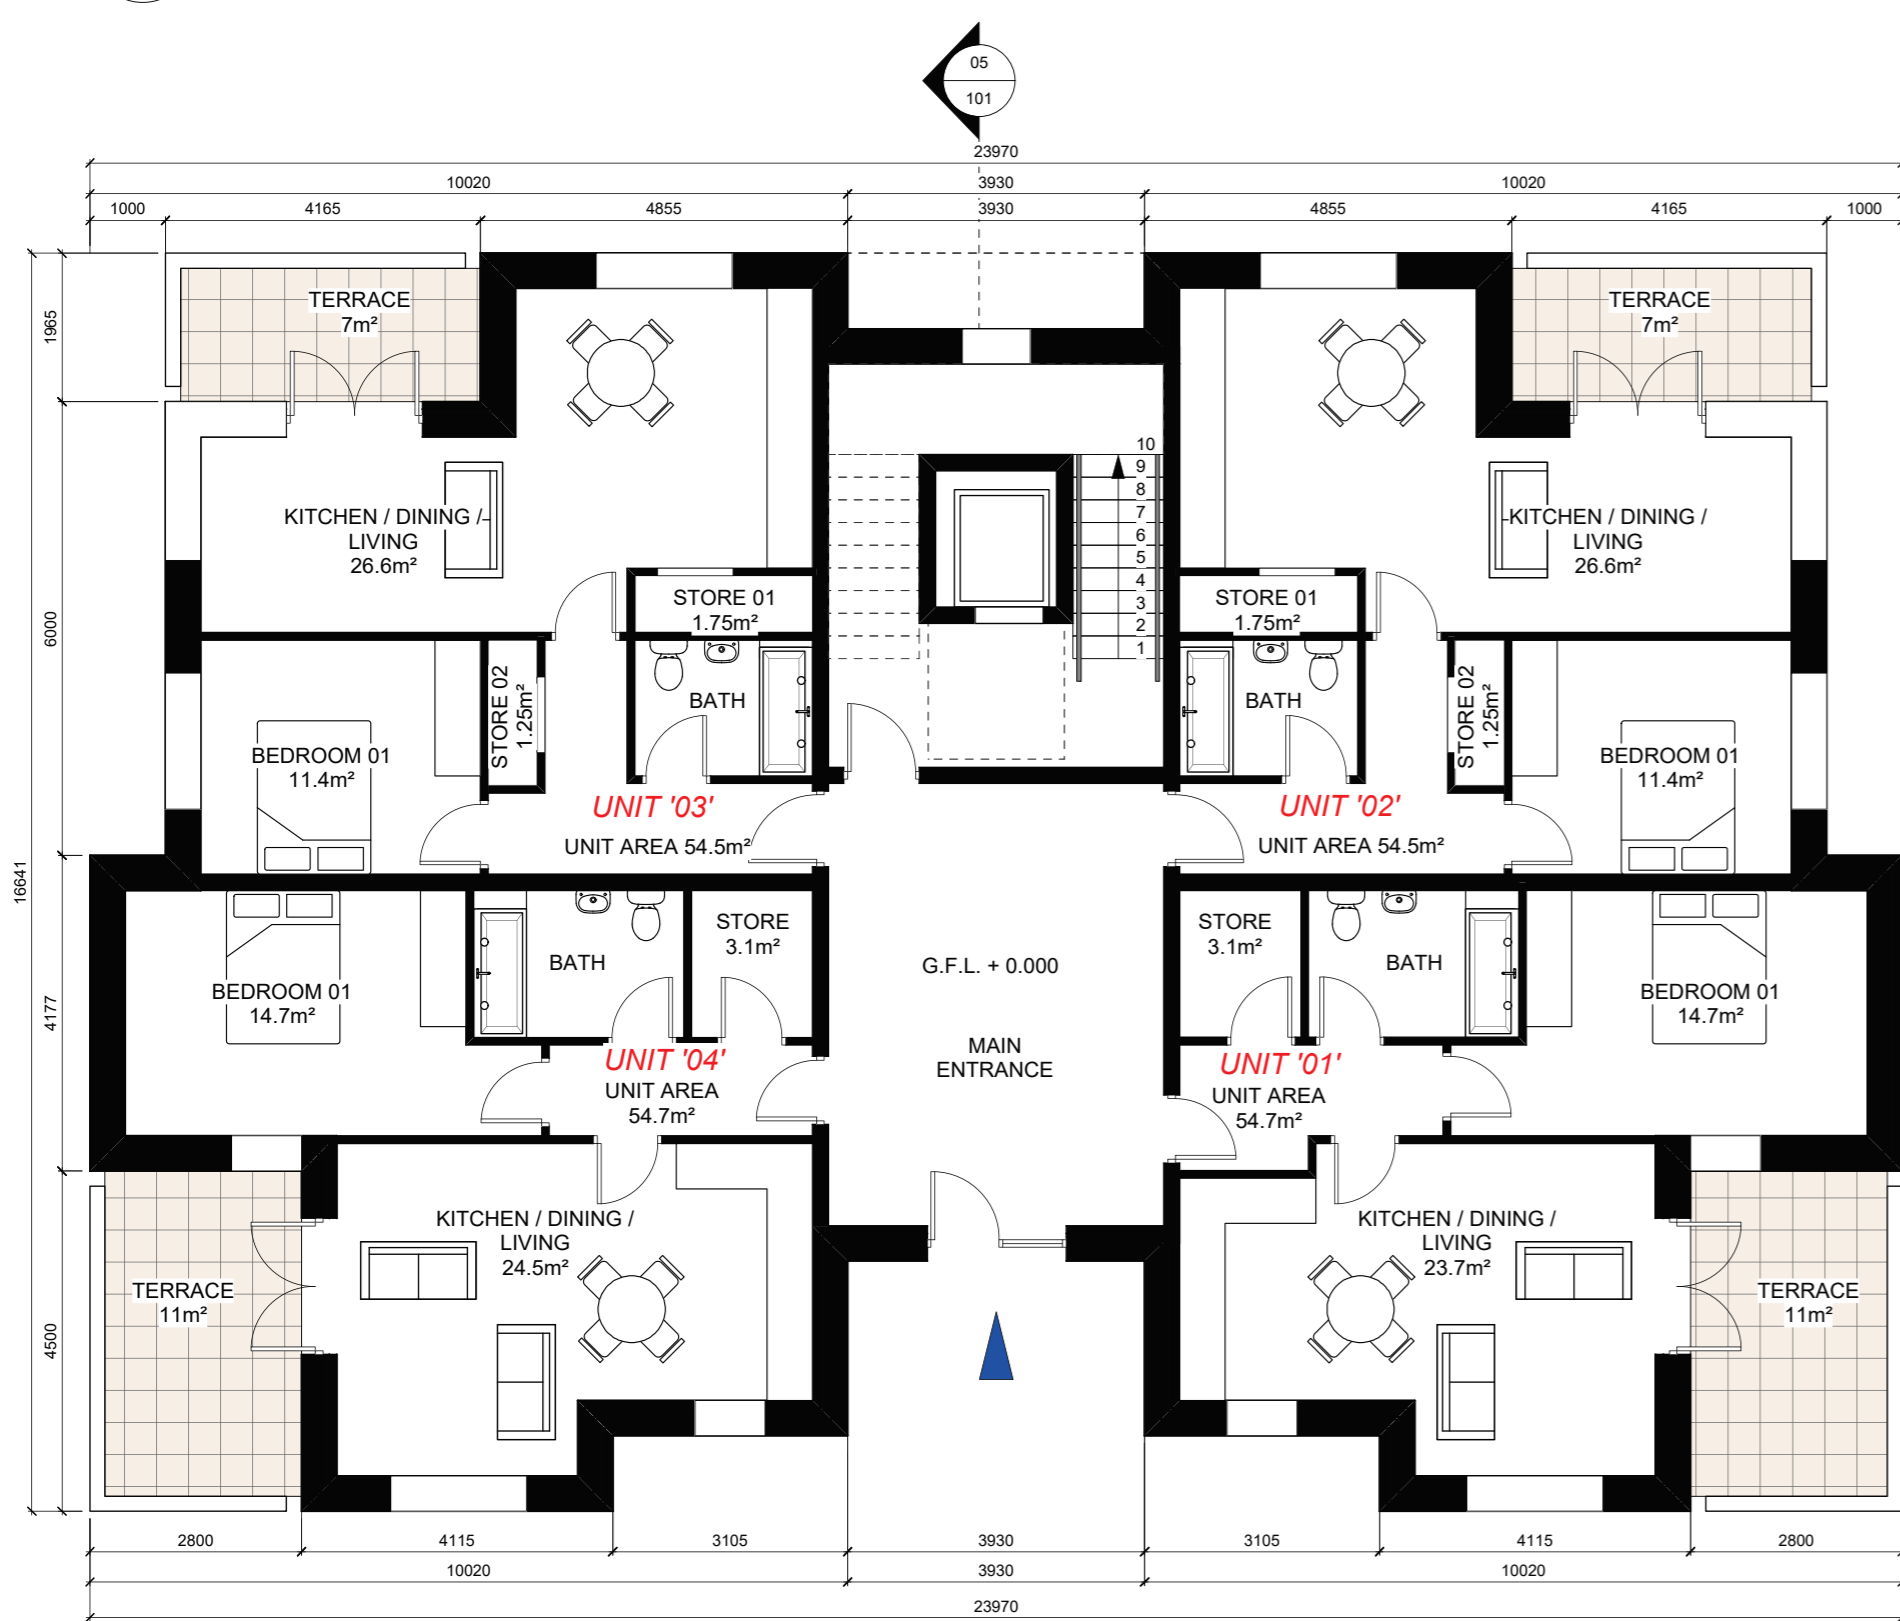 05
101
23970
10020
3930
10020
1000
4165
4855
3930
4855
4165
1000
1965
6000
4177
4500
16641
TERRACE
7m²
TERRACE
7m²
KITCHEN / DINING /
LIVING
26.6m²
KITCHEN / DINING /
LIVING
26.6m²
10
9
8
7
6
5
4
3
2
1
STORE 01
1.75m²
STORE 01
1.75m²
BATH
BATH
STORE 02
1.25m²
STORE 02
1.25m²
BEDROOM 01
11.4m²
BEDROOM 01
11.4m²
UNIT '03'
UNIT AREA 54.5m²
UNIT '02'
UNIT AREA 54.5m²
STORE
3.1m²
STORE
3.1m²
BATH
BATH
G.F.L. + 0.000
BEDROOM 01
14.7m²
BEDROOM 01
14.7m²
MAIN
ENTRANCE
UNIT '04'
UNIT AREA
54.7m²
UNIT '01'
UNIT AREA
54.7m²
KITCHEN / DINING /
LIVING
24.5m²
KITCHEN / DINING /
LIVING
23.7m²
TERRACE
11m²
TERRACE
11m²
2800
4115
3105
3930
3105
4115
2800
10020
3930
10020
23970